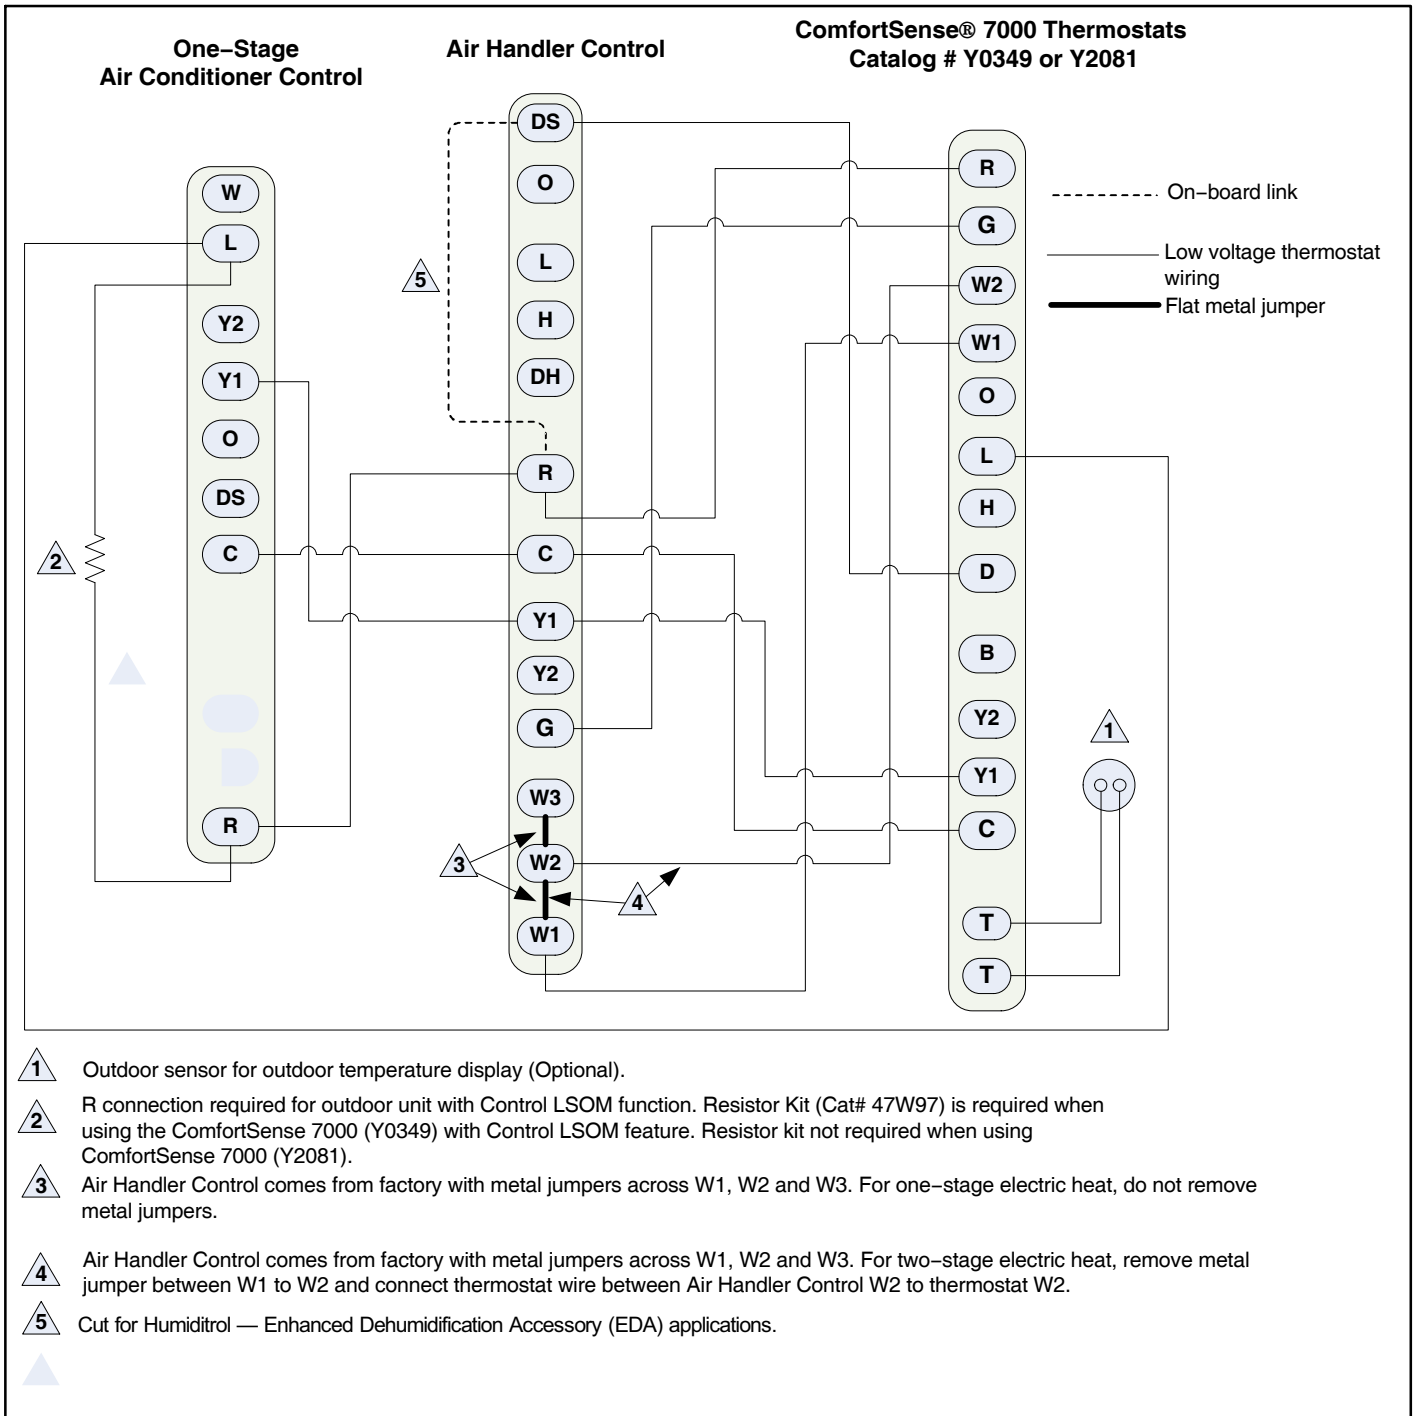 One−Stage
Air Conditioner Control
Air Handler Control
ComfortSense® 7000 Thermostats
Catalog # Y0349 or Y2081
W
L
Y2
Y1
O
DS
C
R
2
5
DS
O
L
H
DH
R
C
Y1
Y2
G
W3
W2
W1
3
4
R
G
W2
W1
O
L
H
D
B
Y2
Y1
C
T
T
1
On−board link
Low voltage thermostat
wiring
Flat metal jumper
1 Outdoor sensor for outdoor temperature display (Optional).
2 R connection required for outdoor unit with Control LSOM function. Resistor Kit (Cat# 47W97) is required when
using the ComfortSense 7000 (Y0349) with Control LSOM feature. Resistor kit not required when using
ComfortSense 7000 (Y2081).
3 Air Handler Control comes from factory with metal jumpers across W1, W2 and W3. For one−stage electric heat, do not remove
metal jumpers.
4 Air Handler Control comes from factory with metal jumpers across W1, W2 and W3. For two−stage electric heat, remove metal
jumper between W1 to W2 and connect thermostat wire between Air Handler Control W2 to thermostat W2.
5 Cut for Humiditrol — Enhanced Dehumidification Accessory (EDA) applications.